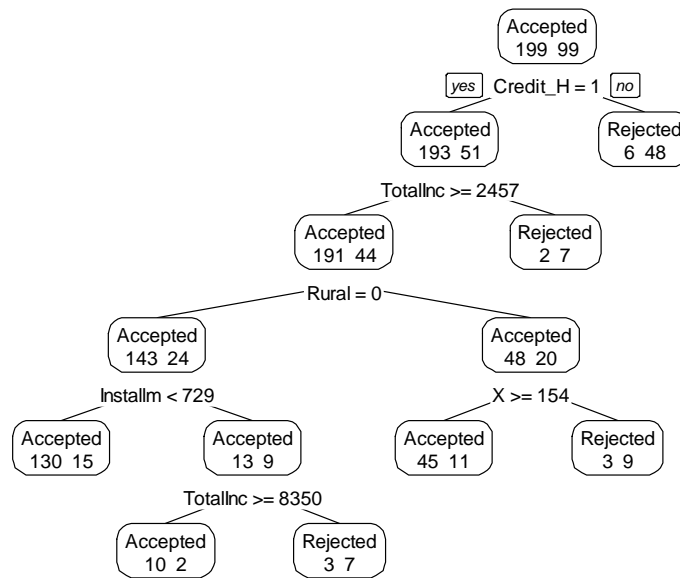 Accepted
199 99
yes Credit_H = 1 no
Accepted Rejected
193 51 6 48
TotalInc >= 2457
Accepted Rejected
191 44 2 7
Rural = 0
Accepted Accepted
143 24 48 20
Installm < 729 X >= 154
Accepted Accepted Accepted Rejected
130 15 13 9 45 11 3 9
TotalInc >= 8350
Accepted Rejected
10 2 3 7